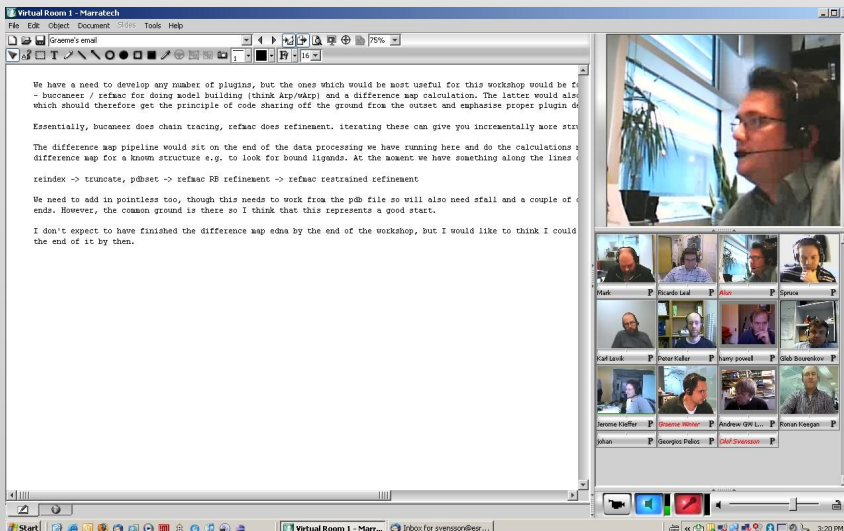 Virtual Room 1 - Marratech
File Edit Object Document Slides Tools Help
Graeme's email
75%
1
16
We have a need to develop any number of plugins, but the ones which would be most useful for this workshop would be f
- buccaneer / refmac for doing model building (think Arp/wArp) and a difference map calculation. The latter would als
which should therefore get the principle of code sharing off the ground from the outset and emphasise proper plugin de
Essentially, bucaneer does chain tracing, refmac does refinement. iterating these can give you incrementally more str
The difference map pipeline would sit on the end of the data processing we have running here and do the calculations
difference map for a known structure e.g. to look for bound ligands. At the moment we have something along the lines
reindex -> truncate, pdbset -> refmac RB refinement -> refmac restrained refinement
We need to add in pointless too, though this needs to work from the pdb file so will also need sfall and a couple of
ends. However, the common ground is there so I think that this represents a good start.
I don't expect to have finished the difference map edna by the end of the workshop, but I would like to think I could
the end of it by then.
Mark P Ricardo Leal P Alun P Spruce P
Karl Levik P Peter Keller P harry powell P Gleb Bourenkov P
Jerome Kieffer P Graeme Winter P Andrew GW L... P Ronan Keegan P
johan P Georgios Pelios P Olof Svensson P
Start
Virtual Room 1 - Marr...
Inbox for svensson@esr...
3:20 PM